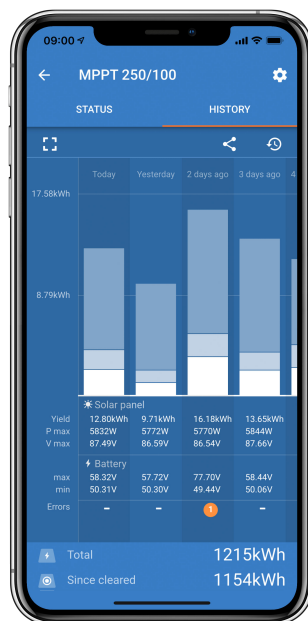 09:00
MPPT 250/100
STATUS HISTORY
Today Yesterday 2 days ago 3 days ago 4
17.58kWh
8.79kWh
Solar panel
Yield 12.80kWh 9.71kWh 16.18kWh 13.65kWh
P max 5832W 5772W 5770W 5844W
V max 87.49V 86.59V 86.54V 87.66V
Battery
max 58.32V 57.72V 77.70V 58.44V
min 50.31V 50.30V 49.44V 50.06V
Errors - - 1 -
Total 1215kWh
Since cleared 1154kWh